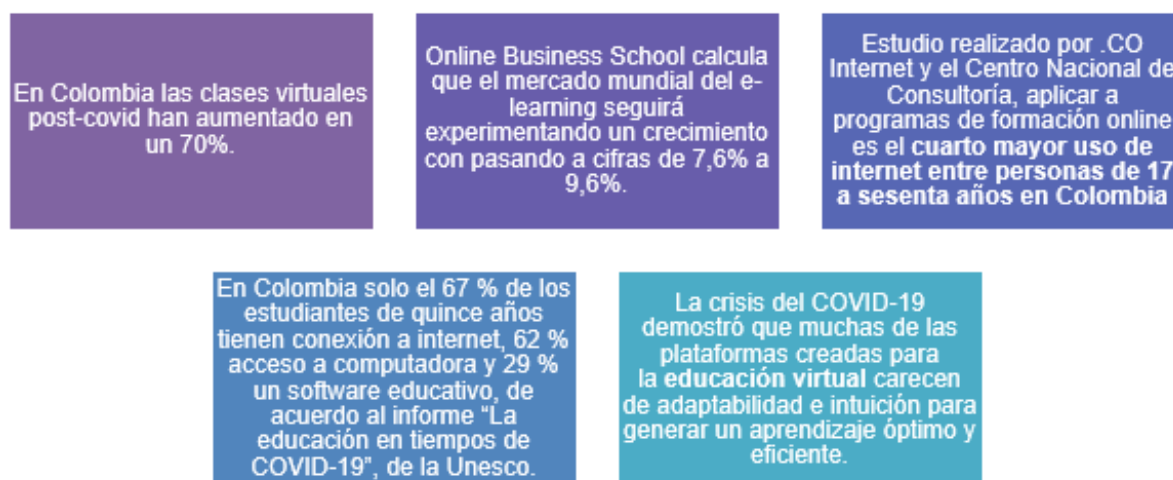 En Colombia las clases virtuales
post-covid han aumentado en
un 70%.
Online Business School calcula
que el mercado mundial del e-
learning seguirá
experimentando un crecimiento
con pasando a cifras de 7,6% a
9,6%.
Estudio realizado por .CO
Internet y el Centro Nacional de
Consultoría, aplicar a
programas de formación online
es el cuarto mayor uso de
internet entre personas de 17
a sesenta años en Colombia
En Colombia solo el 67 % de los
estudiantes de quince años
tienen conexión a internet, 62 %
acceso a computadora y 29 %
un software educativo, de
acuerdo al informe “La
educación en tiempos de
COVID-19”, de la Unesco.
La crisis del COVID-19
demostró que muchas de las
plataformas creadas para
la educación virtual carecen
de adaptabilidad e intuición para
generar un aprendizaje óptimo y
eficiente.